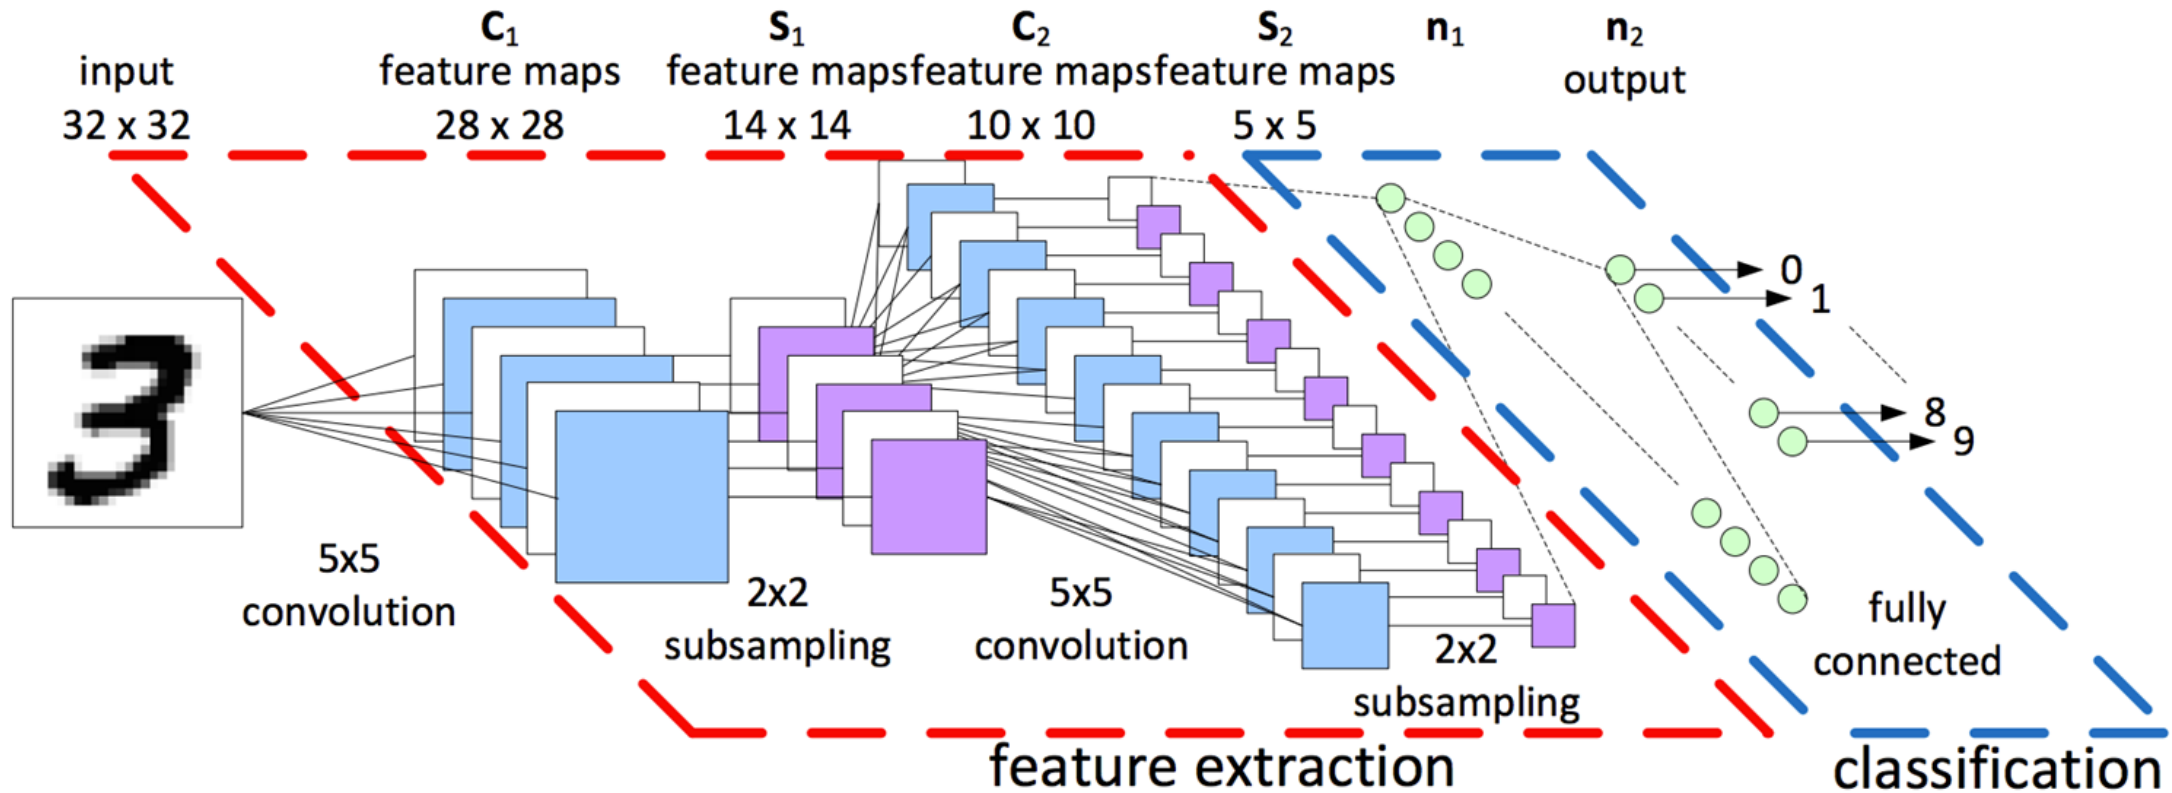 input
32 x 32
C1
feature maps
28 x 28
S1
feature maps
14 x 14
C2
feature maps
10 x 10
S2
feature maps
5 x 5
n1
n2
output
3
0
1
8
9
5x5
convolution
2x2
subsampling
5x5
convolution
2x2
subsampling
fully
connected
feature extraction
classification